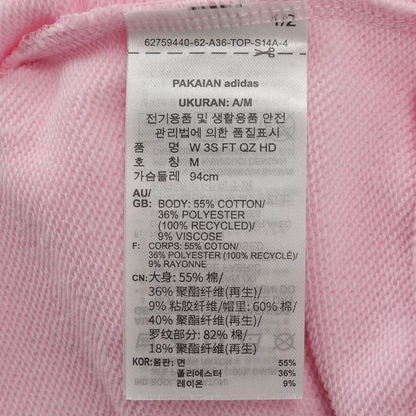 1/2
62759440-62-A36-TOP-S14A-4
PAKAIAN adidas
UKURAN: A/M
전기용품 및 생활용품 안전
관리법에 의한 품질표시
품 명 W 3S FT QZ HD
호 칭 M
가슴둘레 94cm
AU/
GB: BODY: 55% COTTON/
36% POLYESTER
(100% RECYCLED)/
9% VISCOSE
F: CORPS: 55% COTON/
36% POLYESTER (100% RECYCLÉ)/
9% RAYONNE
CN: 大身: 55% 棉/
36% 聚酯纤维(再生)/
9% 粘胶纤维/帽里: 60% 棉/
40% 聚酯纤维(再生)/
罗纹部分: 82% 棉/
18% 聚酯纤维(再生)
KOR: 몸판: 면 55%
폴리에스터 36%
레이온 9%